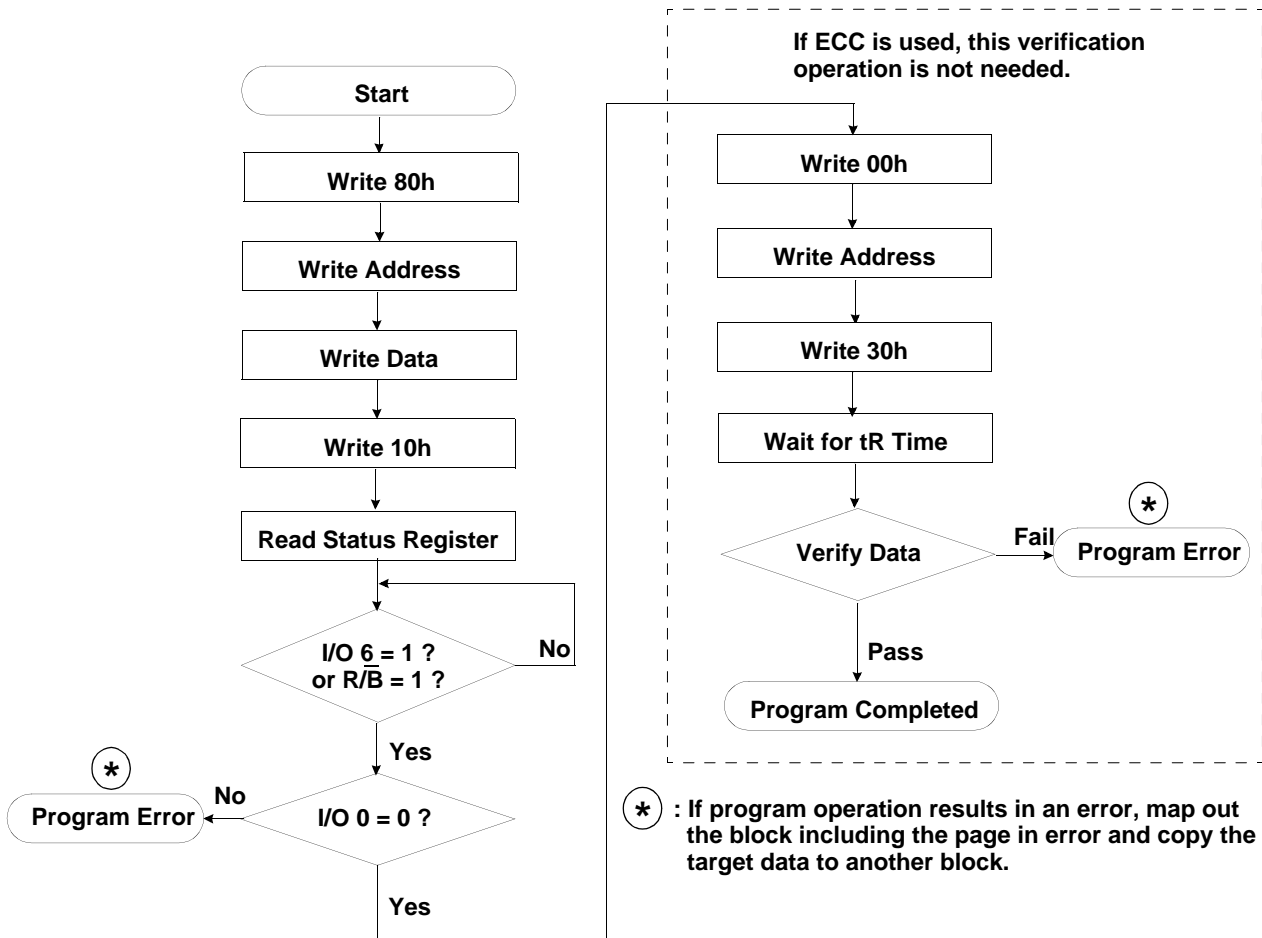 Start
Write 80h
Write Address
Write Data
Write 10h
Read Status Register
I/O 6 = 1 ?
or R/B̅ = 1 ?
No
Yes
*
Program Error
No
I/O 0 = 0 ?
Yes
If ECC is used, this verification
operation is not needed.
Write 00h
Write Address
Write 30h
Wait for tR Time
Verify Data
Fail
*
Program Error
Pass
Program Completed
* : If program operation results in an error, map out
the block including the page in error and copy the
target data to another block.